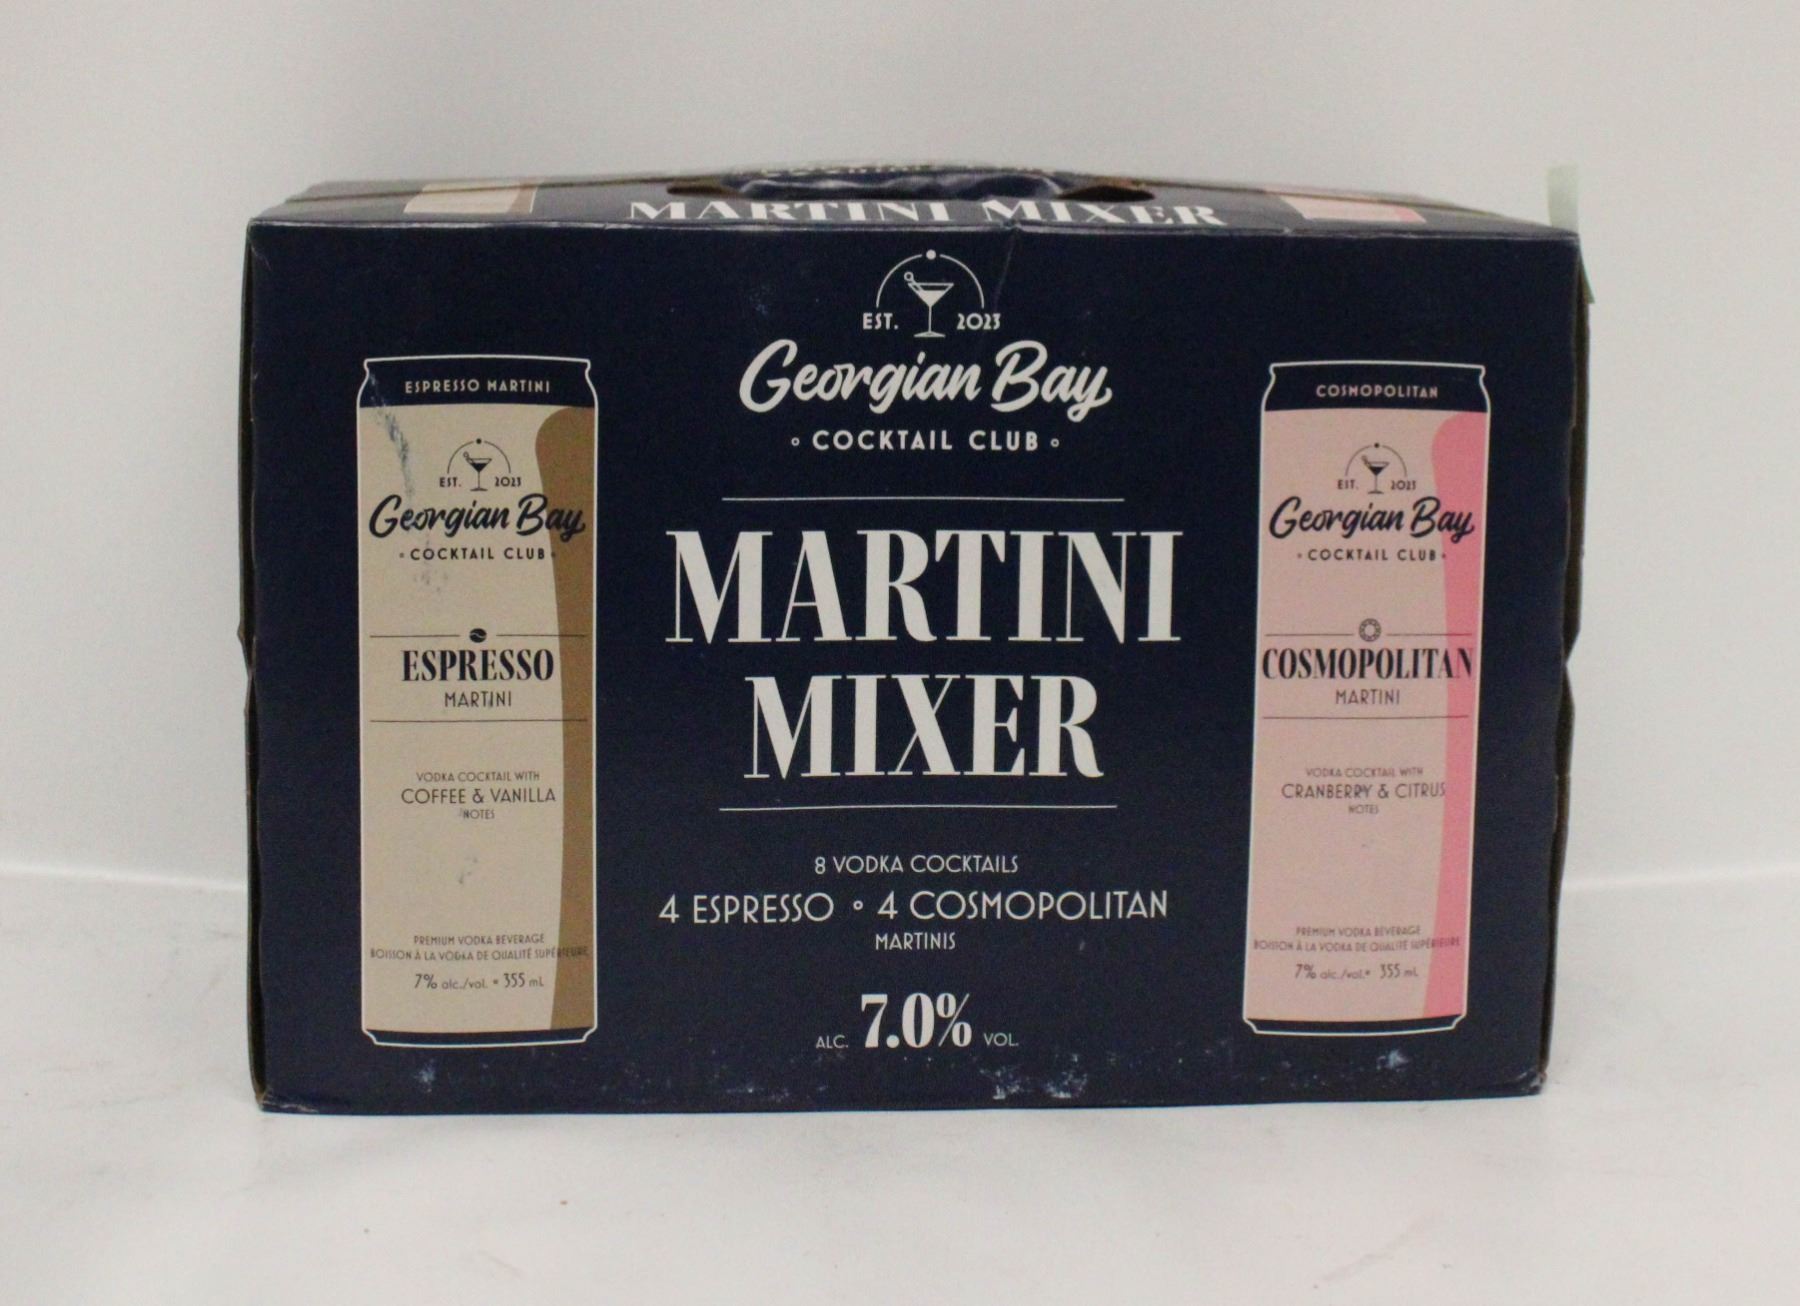 MARTINI MIXER
EST. 2023
Georgian Bay
COCKTAIL CLUB
MARTINI
MIXER
8 VODKA COCKTAILS
4 ESPRESSO ° 4 COSMOPOLITAN
MARTINIS
ALC. 7.0% VOL.
ESPRESSO MARTINI
EST. 2023
Georgian Bay
COCKTAIL CLUB
ESPRESSO
MARTINI
VODKA COCKTAIL WITH
COFFEE & VANILLA
NOTES
PREMIUM VODKA BEVERAGE
BOISSON À LA VODKA DE QUALITÉ SUPÉRIEURE
7% alc./vol. • 355 mL
COSMOPOLITAN
EST. 2023
Georgian Bay
COCKTAIL CLUB
COSMOPOLITAN
MARTINI
VODKA COCKTAIL WITH
CRANBERRY & CITRUS
NOTES
PREMIUM VODKA BEVERAGE
BOISSON À LA VODKA DE QUALITÉ SUPÉRIEURE
7% alc./vol. • 355 mL